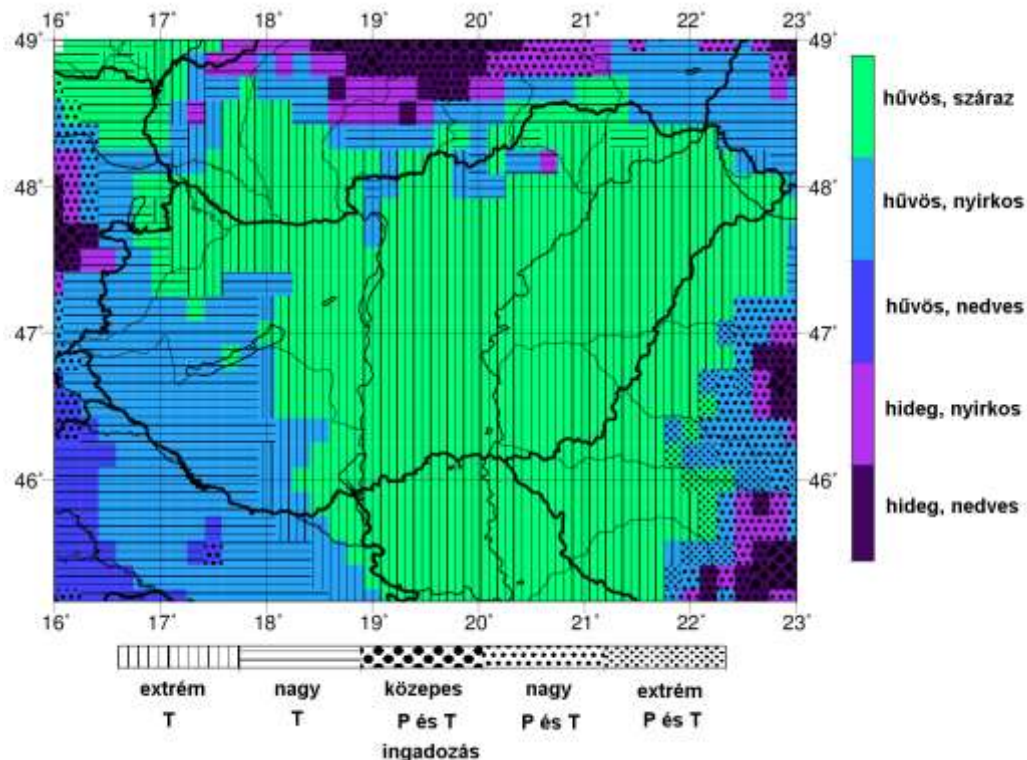 16˚ 17˚ 18˚ 19˚ 20˚ 21˚ 22˚ 23˚
49˚ 49˚
48˚ 48˚
47˚ 47˚
46˚ 46˚
16˚ 17˚ 18˚ 19˚ 20˚ 21˚ 22˚ 23˚
hűvös, száraz
hűvös, nyirkos
hűvös, nedves
hideg, nyirkos
hideg, nedves
extrém nagy közepes nagy extrém
T T P és T P és T P és T
ingadozás